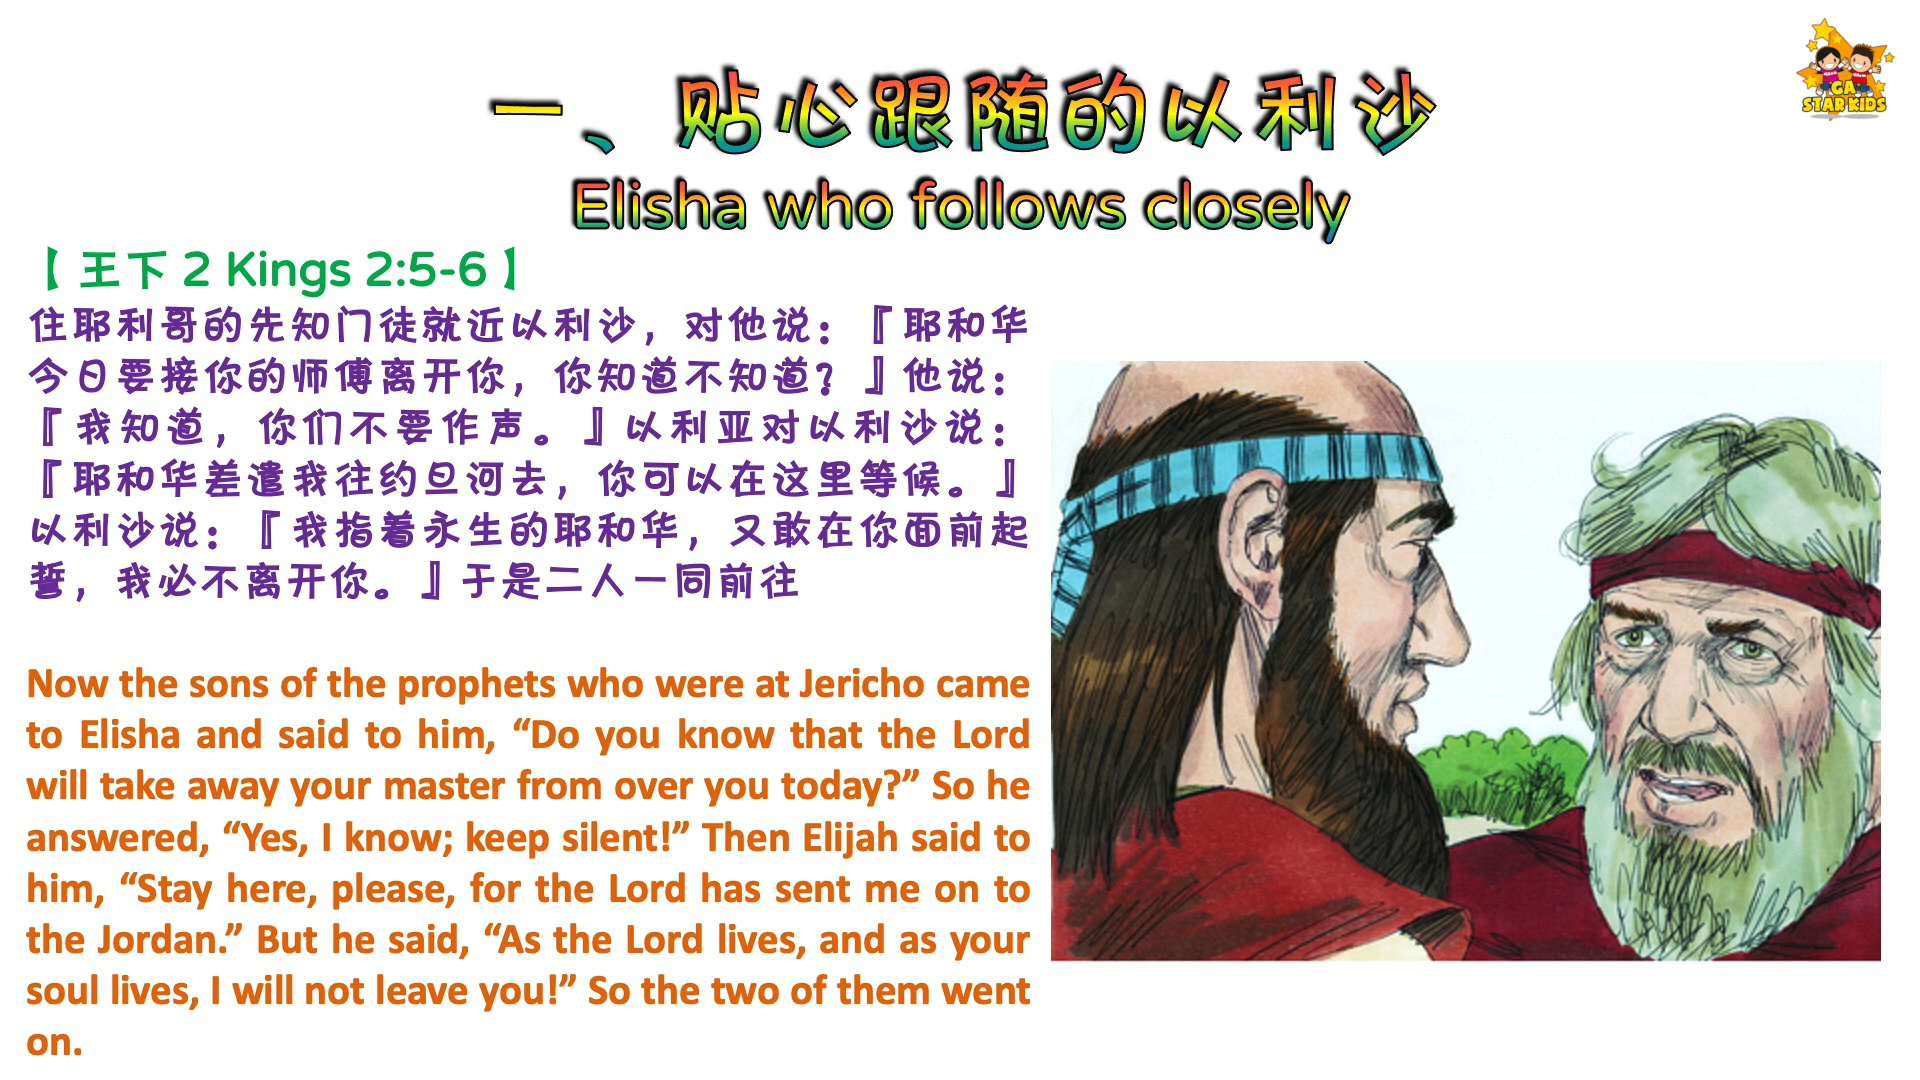 一、贴心跟随的以利沙
Elisha who follows closely
GA
STAR KIDS
【 王下 2 Kings 2:5-6 】
住耶利哥的先知门徒就近以利沙，对他说：『耶和华
今日要接你的师傅离开你，你知道不知道？』他说：
『我知道，你们不要作声。』以利亚对以利沙说：
『耶和华差遣我往约旦河去，你可以在这里等候。』
以利沙说：『我指着永生的耶和华，又敢在你面前起
誓，我必不离开你。』于是二人一同前往
Now the sons of the prophets who were at Jericho came
to Elisha and said to him, “Do you know that the Lord
will take away your master from over you today?” So he
answered, “Yes, I know; keep silent!” Then Elijah said to
him, “Stay here, please, for the Lord has sent me on to
the Jordan.” But he said, “As the Lord lives, and as your
soul lives, I will not leave you!” So the two of them went
on.